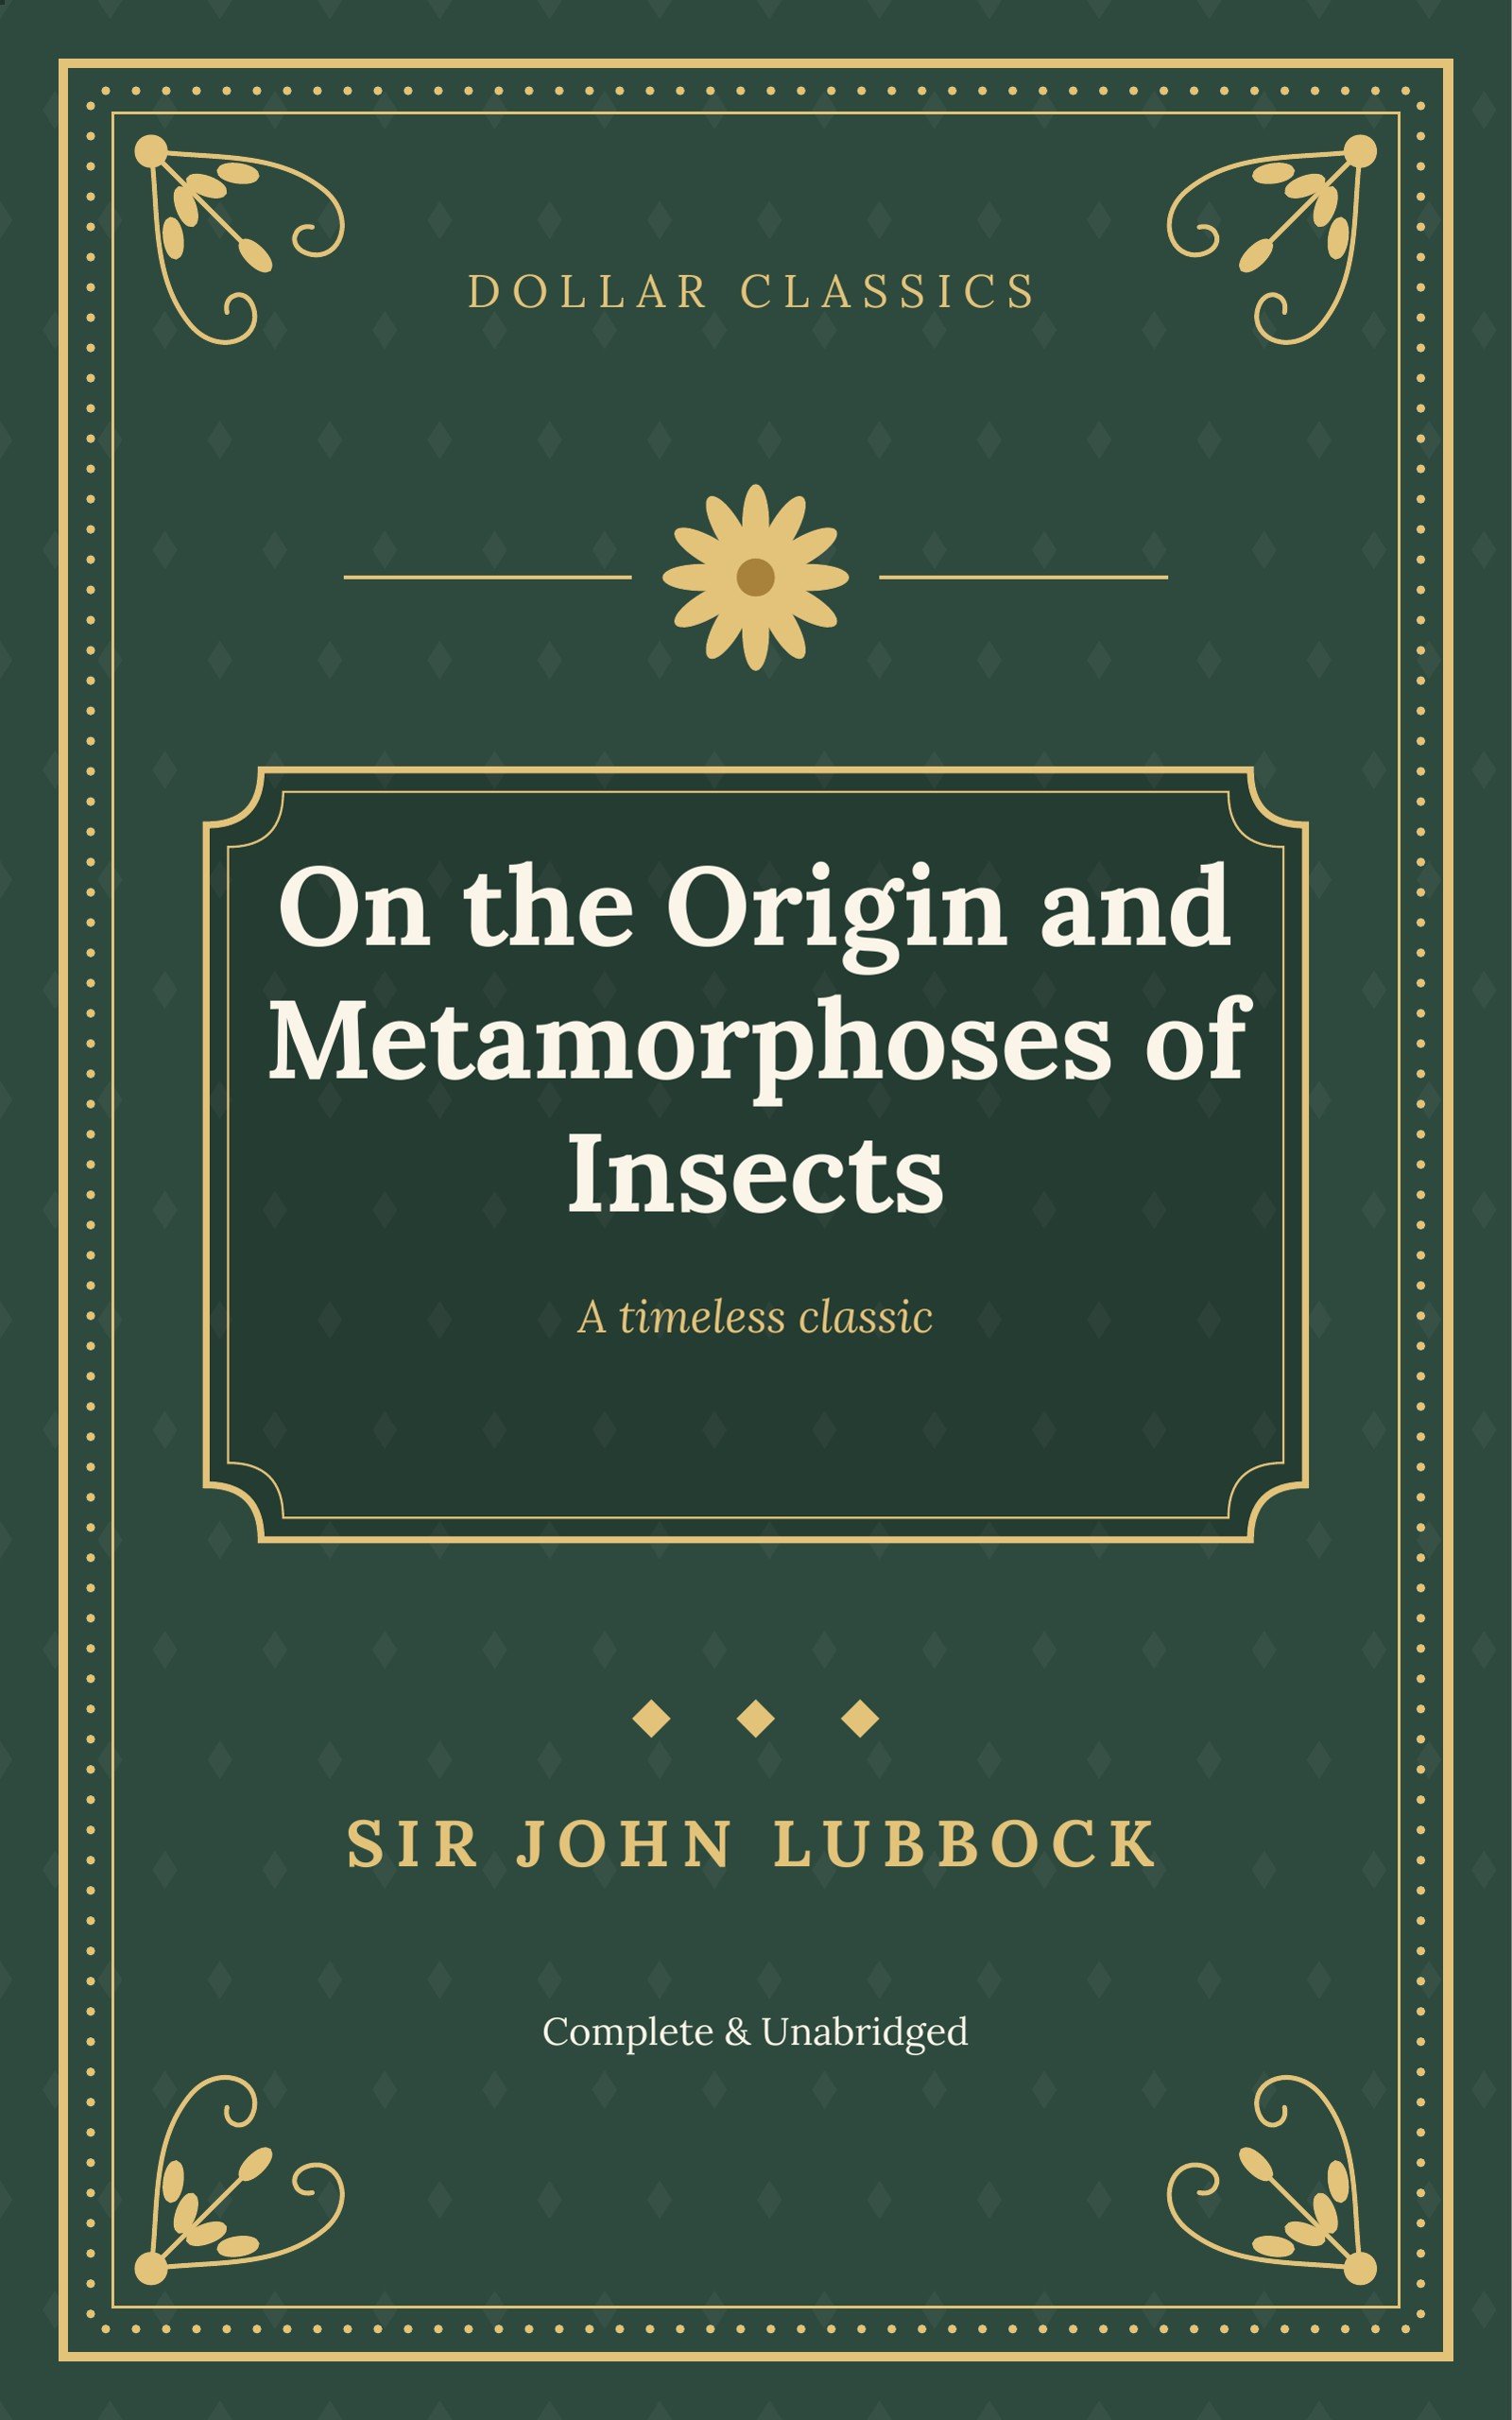 DOLLAR CLASSICS
On the Origin and
Metamorphoses of
Insects
A timeless classic
SIR JOHN LUBBOCK
Complete & Unabridged